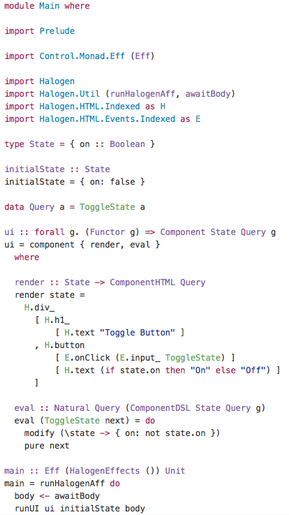 module Main where

import Prelude

import Control.Monad.Eff (Eff)

import Halogen
import Halogen.Util (runHalogenAff, awaitBody)
import Halogen.HTML.Indexed as H
import Halogen.HTML.Events.Indexed as E

type State = { on :: Boolean }

initialState :: State
initialState = { on: false }

data Query a = ToggleState a

ui :: forall g. (Functor g) => Component State Query g
ui = component { render, eval }
  where

  render :: State -> ComponentHTML Query
  render state =
    H.div_
      [ H.h1_
          [ H.text "Toggle Button" ]
      , H.button
          [ E.onClick (E.input_ ToggleState) ]
          [ H.text (if state.on then "On" else "Off") ]
      ]

  eval :: Natural Query (ComponentDSL State Query g)
  eval (ToggleState next) = do
    modify (\state -> { on: not state.on })
    pure next

main :: Eff (HalogenEffects ()) Unit
main = runHalogenAff do
  body <- awaitBody
  runUI ui initialState body